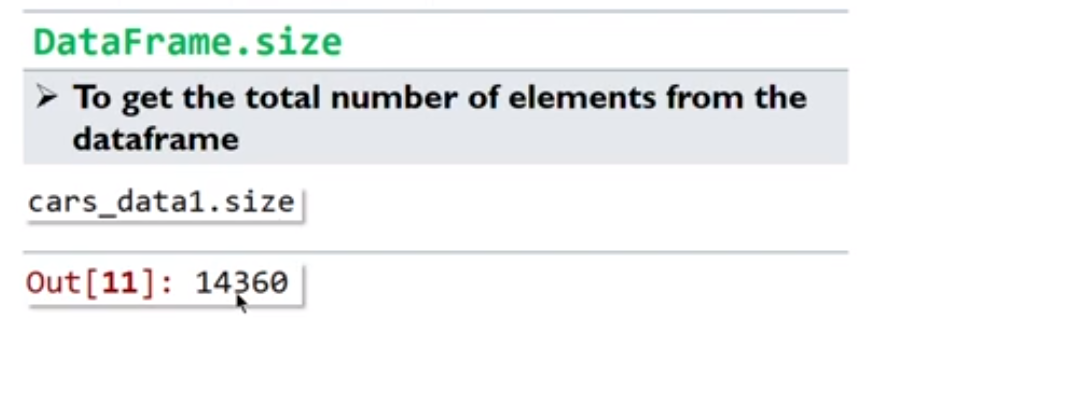 DataFrame.size
➢ To get the total number of elements from the
dataframe
cars_data1.size
Out[11]: 14360